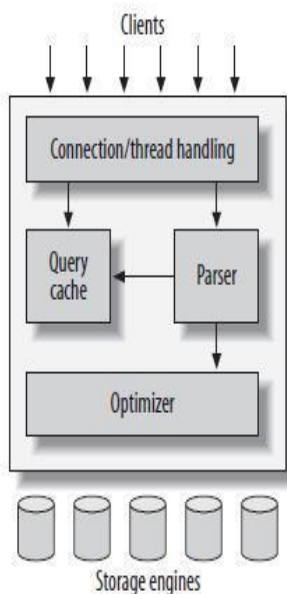 Clients
Connection/thread handling
Query
cache
Parser
Optimizer
Storage engines